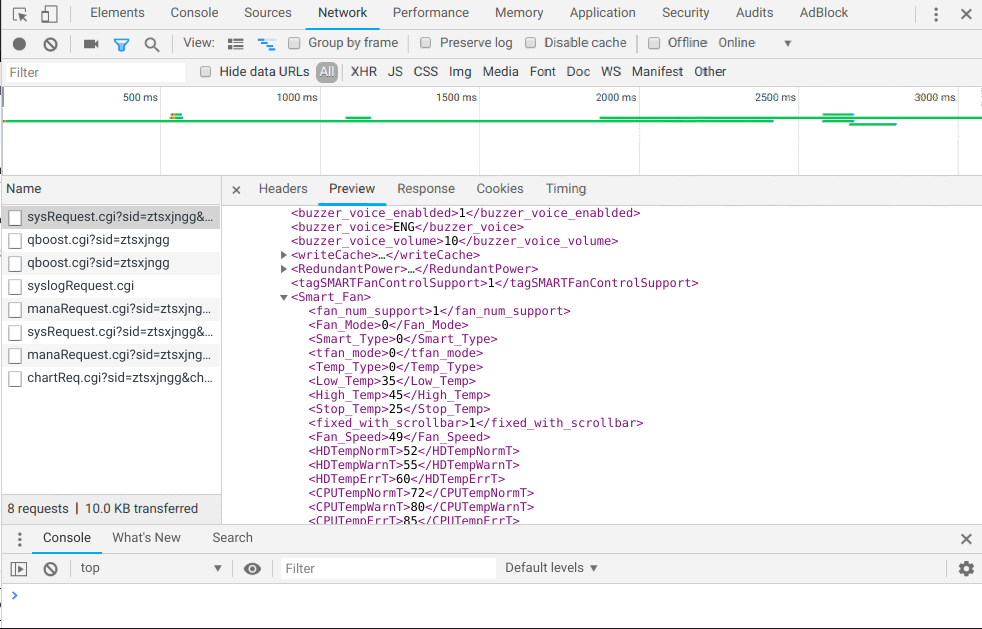 Elements Console Sources Network Performance Memory Application Security Audits AdBlock
View: Group by frame Preserve log Disable cache Offline Online
Filter Hide data URLs All XHR JS CSS Img Media Font Doc WS Manifest Other
500 ms 1000 ms 1500 ms 2000 ms 2500 ms 3000 ms
Name
sysRequest.cgi?sid=ztsxjngg&...
qboost.cgi?sid=ztsxjngg
qboost.cgi?sid=ztsxjngg
syslogRequest.cgi
manaRequest.cgi?sid=ztsxjng...
sysRequest.cgi?sid=ztsxjngg&...
manaRequest.cgi?sid=ztsxjng...
chartReq.cgi?sid=ztsxjngg&ch...
8 requests | 10.0 KB transferred
Headers Preview Response Cookies Timing
<buzzer_voice_enablded>1</buzzer_voice_enablded>
<buzzer_voice>ENG</buzzer_voice>
<buzzer_voice_volume>10</buzzer_voice_volume>
<writeCache>…</writeCache>
<RedundantPower>…</RedundantPower>
<tagSMARTFanControlSupport>1</tagSMARTFanControlSupport>
<Smart_Fan>
<fan_num_support>1</fan_num_support>
<Fan_Mode>0</Fan_Mode>
<Smart_Type>0</Smart_Type>
<tfan_mode>0</tfan_mode>
<Temp_Type>0</Temp_Type>
<Low_Temp>35</Low_Temp>
<High_Temp>45</High_Temp>
<Stop_Temp>25</Stop_Temp>
<fixed_with_scrollbar>1</fixed_with_scrollbar>
<Fan_Speed>49</Fan_Speed>
<HDTempNormT>52</HDTempNormT>
<HDTempWarnT>55</HDTempWarnT>
<HDTempErrT>60</HDTempErrT>
<CPUTempNormT>72</CPUTempNormT>
<CPUTempWarnT>80</CPUTempWarnT>
<CPUTempErrT>85</CPUTempErrT>
Console What's New Search
top Filter Default levels